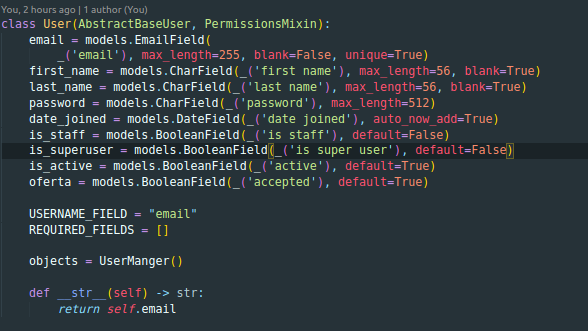 You, 2 hours ago | 1 author (You)
class User(AbstractBaseUser, PermissionsMixin):
    email = models.EmailField(
        _('email'), max_length=255, blank=False, unique=True)
    first_name = models.CharField(_('first name'), max_length=56, blank=True)
    last_name = models.CharField(_('last name'), max_length=56, blank=True)
    password = models.CharField(_('password'), max_length=512)
    date_joined = models.DateField(_('date joined'), auto_now_add=True)
    is_staff = models.BooleanField(_('is staff'), default=False)
    is_superuser = models.BooleanField(_('is super user'), default=False)
    is_active = models.BooleanField(_('active'), default=True)
    oferta = models.BooleanField(_('accepted'), default=True)
    USERNAME_FIELD = "email"
    REQUIRED_FIELDS = []
    objects = UserManger()
    def __str__(self) -> str:
        return self.email